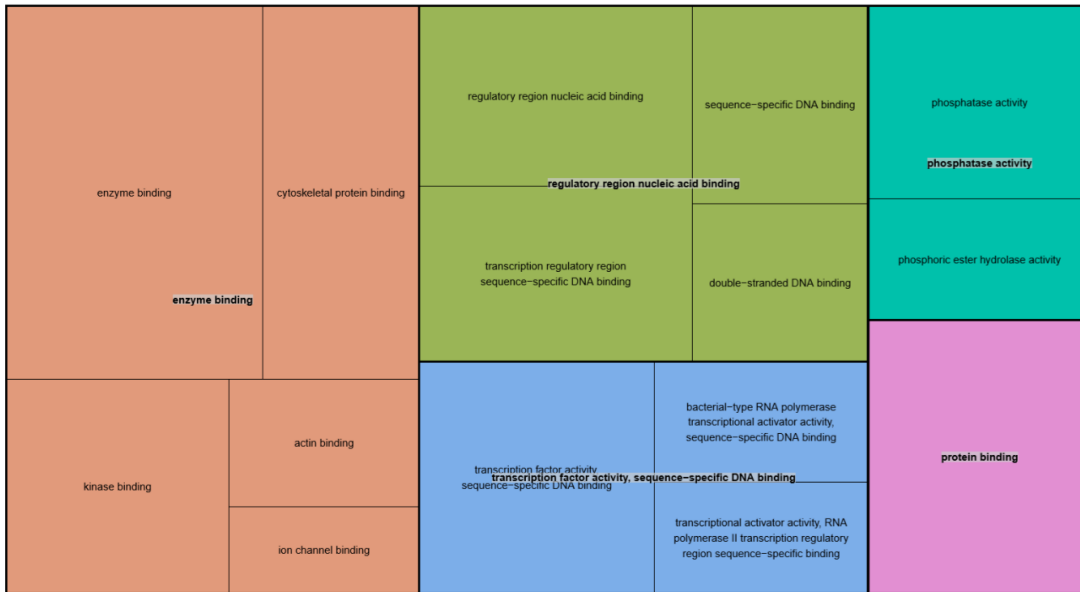 enzyme binding
cytoskeletal protein binding
enzyme binding
kinase binding
actin binding
ion channel binding
regulatory region nucleic acid binding
sequence−specific DNA binding
regulatory region nucleic acid binding
transcription regulatory region
sequence−specific DNA binding
double−stranded DNA binding
transcription factor activity,
sequence−specific DNA binding
transcription factor activity, sequence−specific DNA binding
bacterial−type RNA polymerase
transcriptional activator activity,
sequence−specific DNA binding
transcriptional activator activity, RNA
polymerase II transcription regulatory
region sequence−specific binding
phosphatase activity
phosphatase activity
phosphoric ester hydrolase activity
protein binding